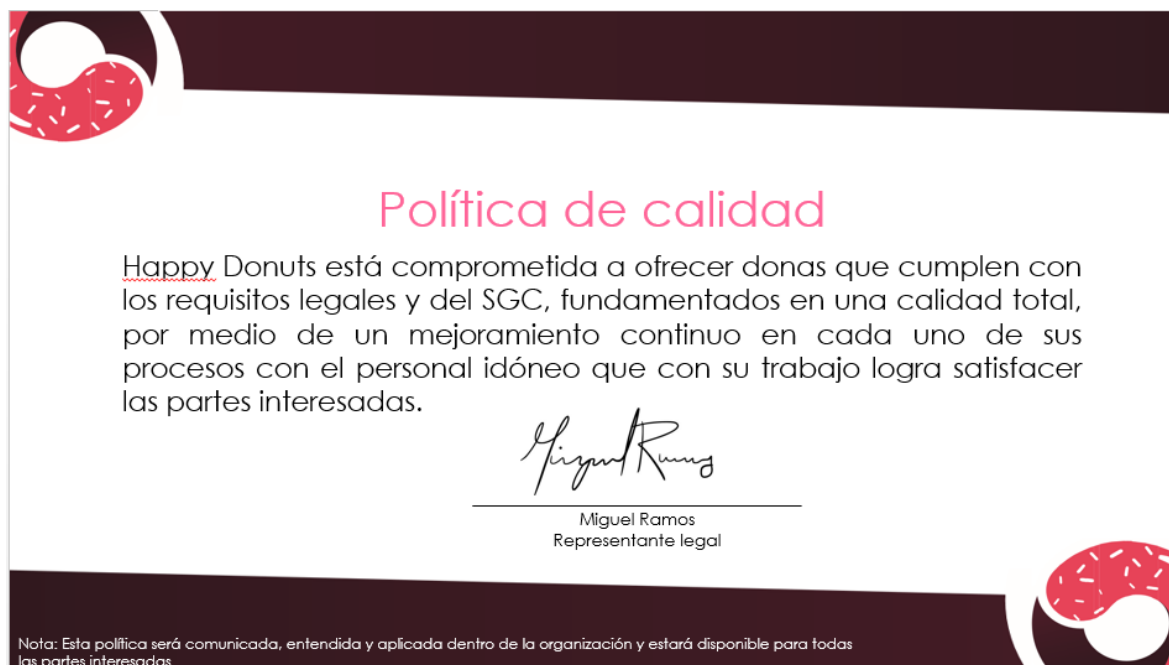 Política de calidad
Happy Donuts está comprometida a ofrecer donas que cumplen con
los requisitos legales y del SGC, fundamentados en una calidad total,
por medio de un mejoramiento continuo en cada uno de sus
procesos con el personal idóneo que con su trabajo logra satisfacer
las partes interesadas.
Miguel Ramos
Miguel Ramos
Representante legal
Nota: Esta política será comunicada, entendida y aplicada dentro de la organización y estará disponible para todas
las partes interesadas